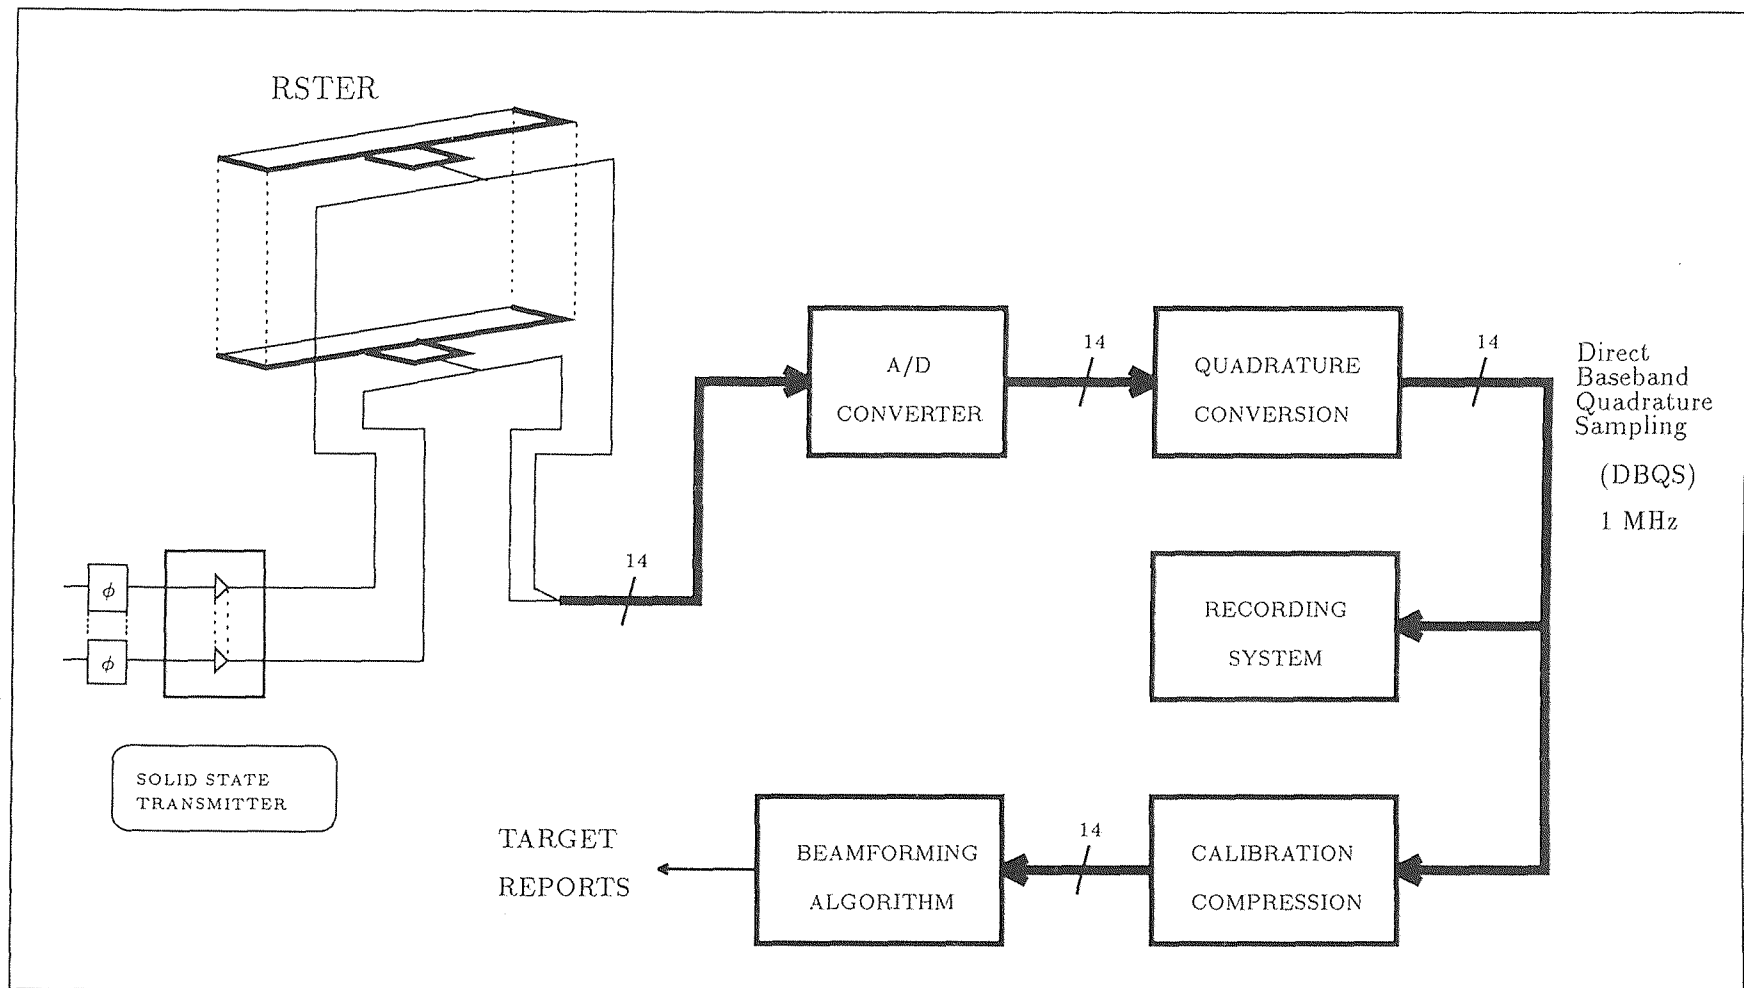 RSTER
A/D
CONVERTER
14
QUADRATURE
CONVERSION
14
Direct
Baseband
Quadrature
Sampling
(DBQS)
1 MHz
14
ϕ
ϕ
RECORDING
SYSTEM
SOLID STATE
TRANSMITTER
TARGET
REPORTS
BEAMFORMING
ALGORITHM
14
CALIBRATION
COMPRESSION